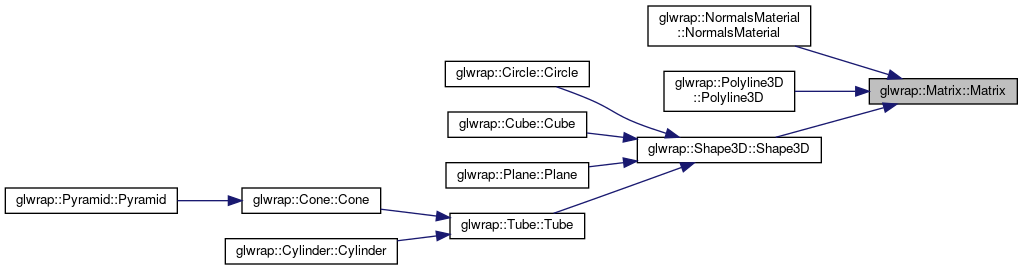 glwrap::NormalsMaterial
::NormalsMaterial
glwrap::Circle::Circle
glwrap::Polyline3D
::Polyline3D
glwrap::Matrix::Matrix
glwrap::Cube::Cube
glwrap::Shape3D::Shape3D
glwrap::Plane::Plane
glwrap::Pyramid::Pyramid
glwrap::Cone::Cone
glwrap::Tube::Tube
glwrap::Cylinder::Cylinder